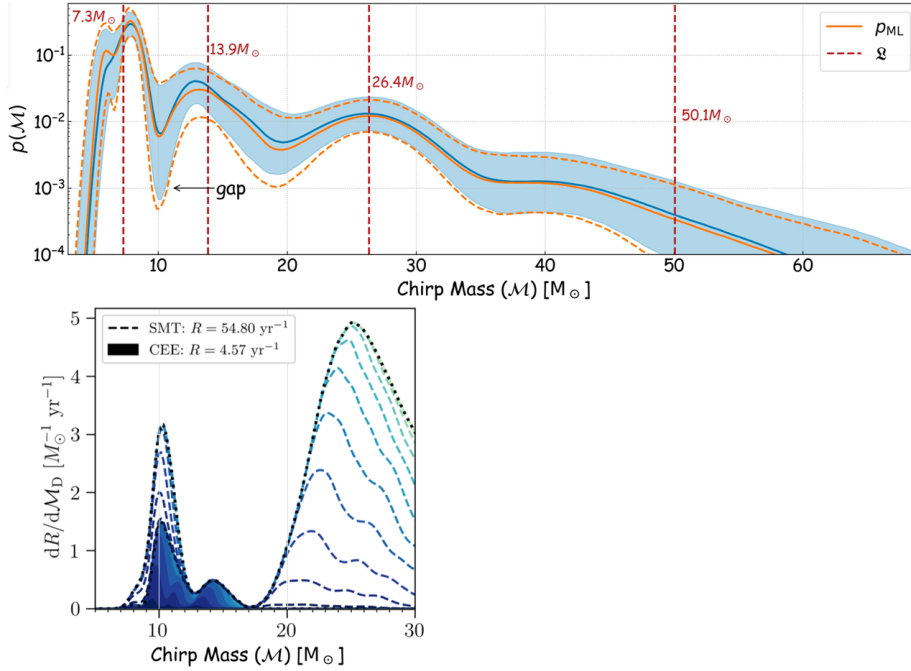 7.3M⊙
13.9M⊙
26.4M⊙
50.1M⊙
p_ML
𝔏
gap
p(ℳ)
10⁻¹
10⁻²
10⁻³
10⁻⁴
10 20 30 40 50 60
Chirp Mass (ℳ) [M⊙]
SMT: R = 54.80 yr⁻¹
CEE: R = 4.57 yr⁻¹
dR/dℳ_D [M⊙⁻¹ yr⁻¹]
5
4
3
2
1
0
10 20 30
Chirp Mass (ℳ) [M⊙]